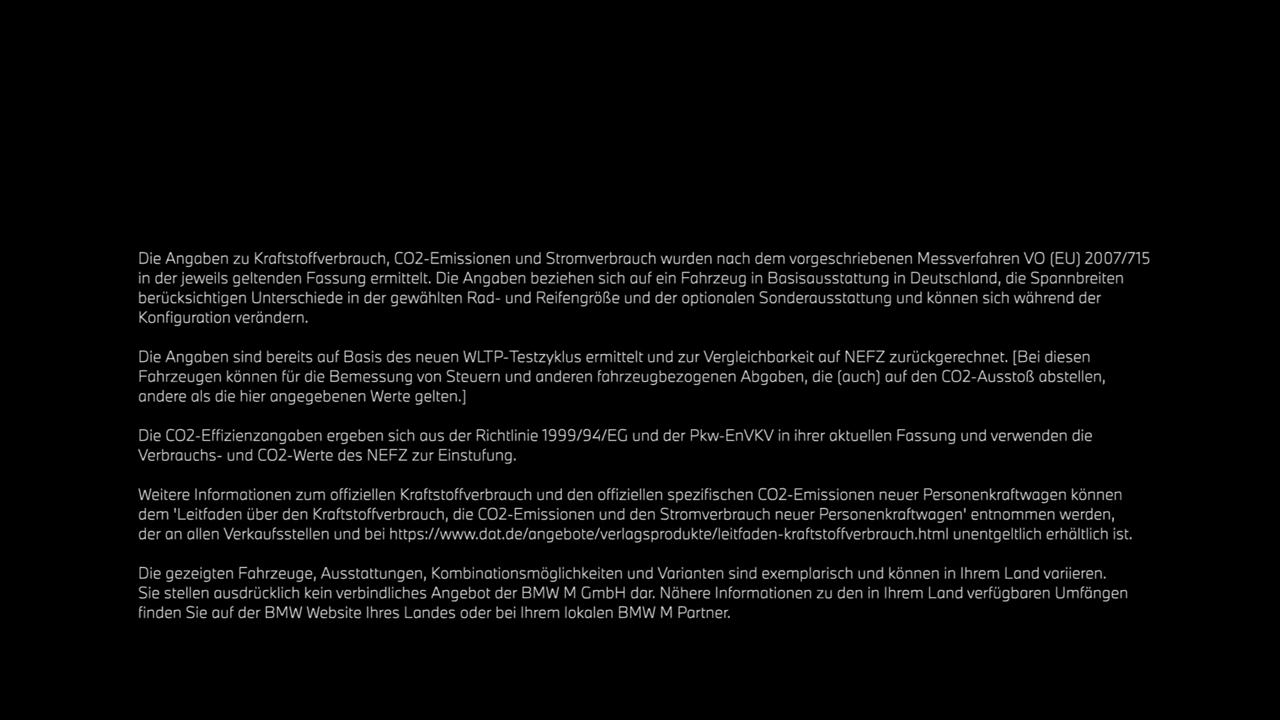 Die Angaben zu Kraftstoffverbrauch, CO2-Emissionen und Stromverbrauch wurden nach dem vorgeschriebenen Messverfahren VO (EU) 2007/715
in der jeweils geltenden Fassung ermittelt. Die Angaben beziehen sich auf ein Fahrzeug in Basisausstattung in Deutschland, die Spannbreiten
berücksichtigen Unterschiede in der gewählten Rad- und Reifengröße und der optionalen Sonderausstattung und können sich während der
Konfiguration verändern.
Die Angaben sind bereits auf Basis des neuen WLTP-Testzyklus ermittelt und zur Vergleichbarkeit auf NEFZ zurückgerechnet. [Bei diesen
Fahrzeugen können für die Bemessung von Steuern und anderen fahrzeugbezogenen Abgaben, die (auch) auf den CO2-Ausstoß abstellen,
andere als die hier angegebenen Werte gelten.]
Die CO2-Effizienzangaben ergeben sich aus der Richtlinie 1999/94/EG und der Pkw-EnVKV in ihrer aktuellen Fassung und verwenden die
Verbrauchs- und CO2-Werte des NEFZ zur Einstufung.
Weitere Informationen zum offiziellen Kraftstoffverbrauch und den offiziellen spezifischen CO2-Emissionen neuer Personenkraftwagen können
dem 'Leitfaden über den Kraftstoffverbrauch, die CO2-Emissionen und den Stromverbrauch neuer Personenkraftwagen' entnommen werden,
der an allen Verkaufsstellen und bei https://www.dat.de/angebote/verlagsprodukte/leitfaden-kraftstoffverbrauch.html unentgeltlich erhältlich ist.
Die gezeigten Fahrzeuge, Ausstattungen, Kombinationsmöglichkeiten und Varianten sind exemplarisch und können in Ihrem Land variieren.
Sie stellen ausdrücklich kein verbindliches Angebot der BMW M GmbH dar. Nähere Informationen zu den in Ihrem Land verfügbaren Umfängen
finden Sie auf der BMW Website Ihres Landes oder bei Ihrem lokalen BMW M Partner.